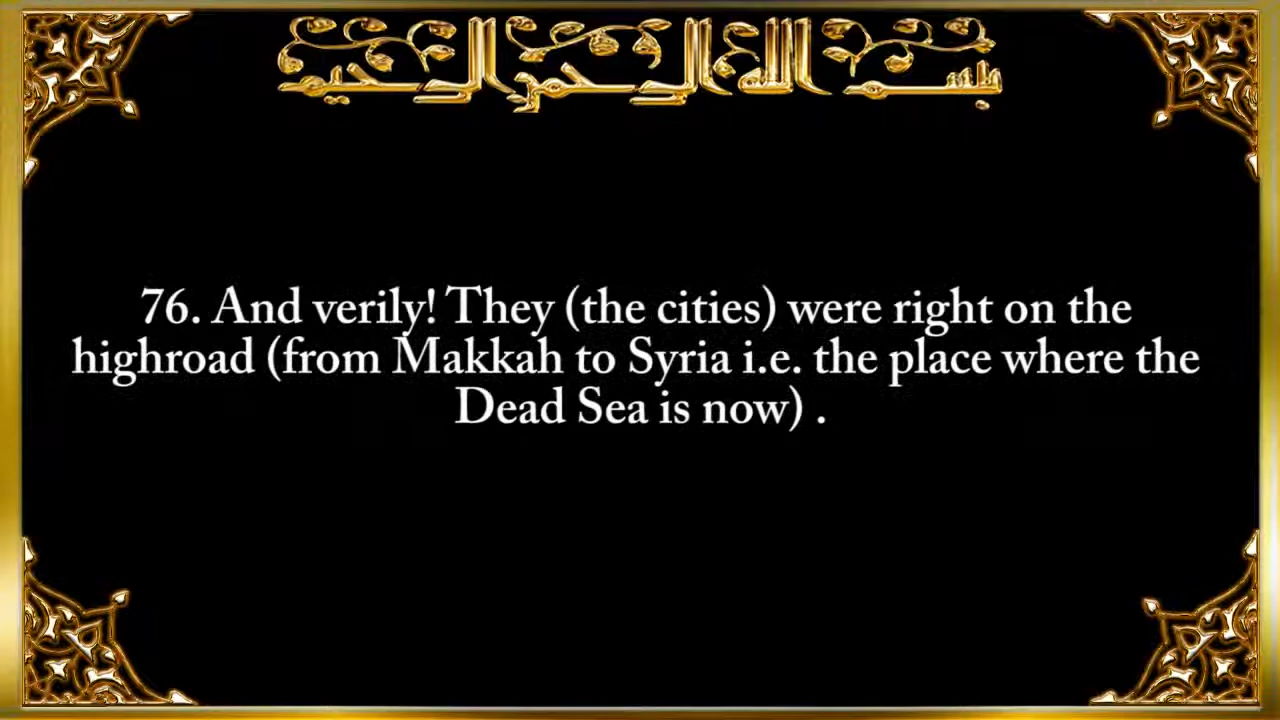 بسم الله الرحمن الرحيم
76. And verily! They (the cities) were right on the
highroad (from Makkah to Syria i.e. the place where the
Dead Sea is now) .